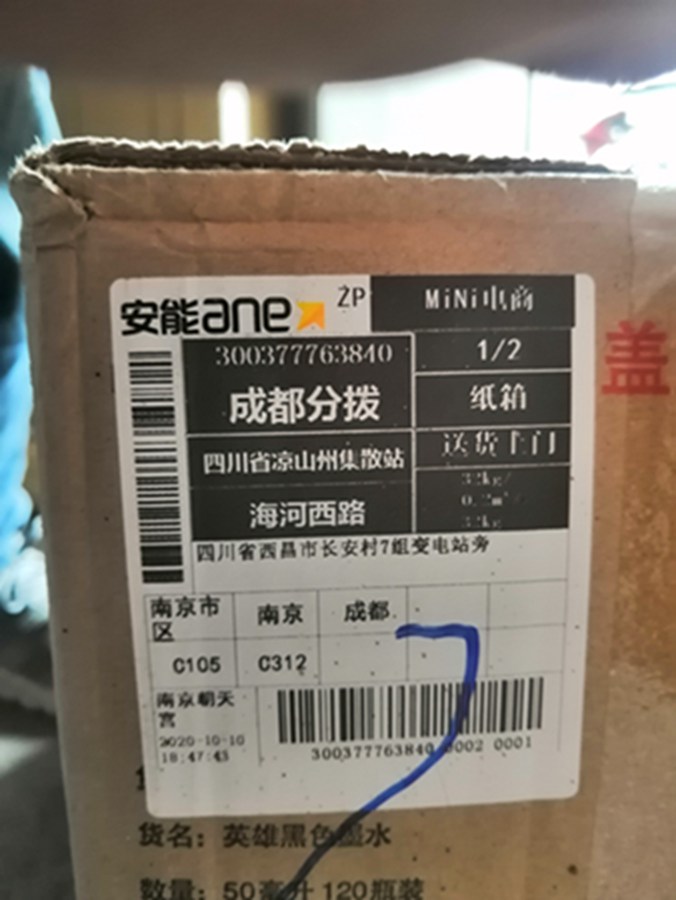 安能ane ZP MiNi电商
300377763840 1/2
成都分拨 纸箱
四川省凉山州集散站 送货上门
海河西路
四川省西昌市长安村7组变电站旁
南京市区 南京 成都
C105 C312
南京朝天宫
2020-10-10
18:47:43
300377763840 0002 0001
盖
货名：英雄黑色墨水
数量：50毫升120瓶装